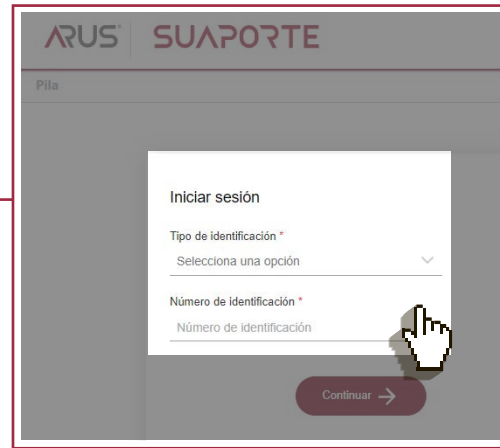 ARUS SUAPORTE
Pila
Iniciar sesión
Tipo de identificación *
Selecciona una opción
Número de identificación *
Número de identificación
Continuar